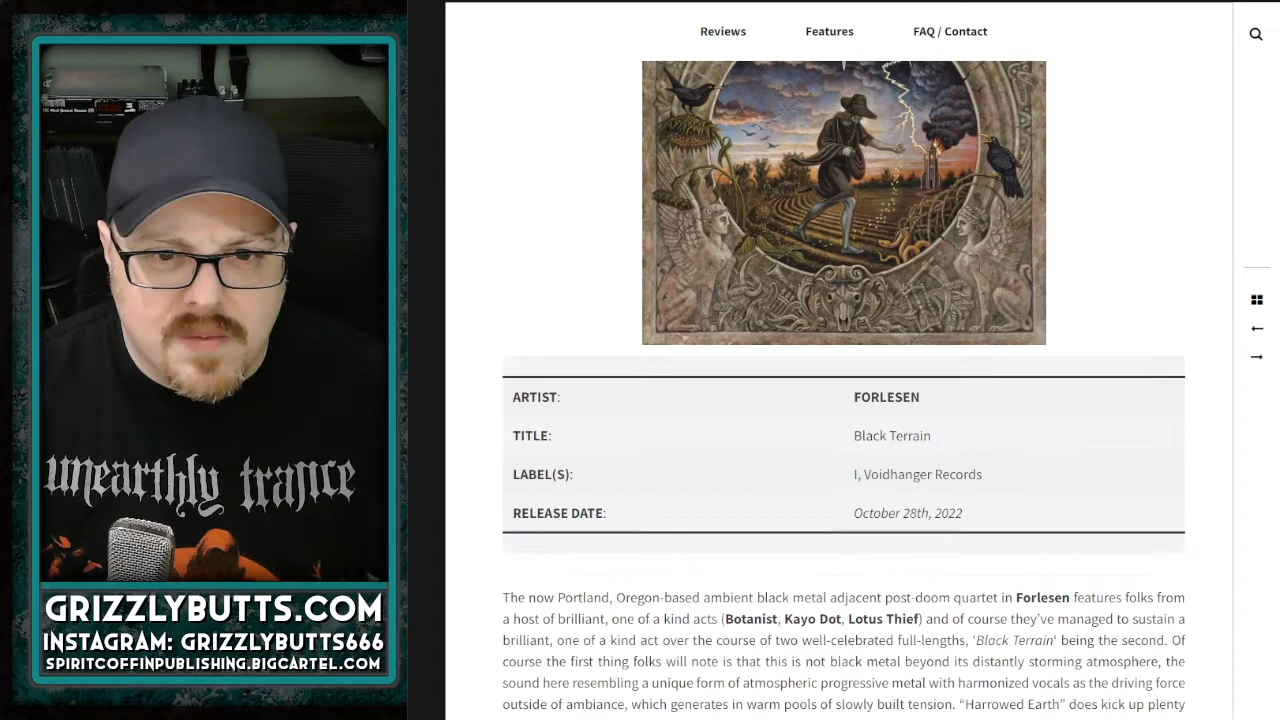 unearthly trance
GRIZZLYBUTTS.COM
INSTAGRAM: GRIZZLYBUTTS666
SPIRITCOFFINPUBLISHING.BIGCARTEL.COM
Reviews Features FAQ / Contact
ARTIST: FORLESEN
TITLE: Black Terrain
LABEL(S): I, Voidhanger Records
RELEASE DATE: October 28th, 2022
The now Portland, Oregon-based ambient black metal adjacent post-doom quartet in Forlesen features folks from
a host of brilliant, one of a kind acts (Botanist, Kayo Dot, Lotus Thief) and of course they’ve managed to sustain a
brilliant, one of a kind act over the course of two well-celebrated full-lengths, ‘Black Terrain‘ being the second. Of
course the first thing folks will note is that this is not black metal beyond its distantly storming atmosphere, the
sound here resembling a unique form of atmospheric progressive metal with harmonized vocals as the driving force
outside of ambiance, which generates in warm pools of slowly built tension. “Harrowed Earth” does kick up plenty